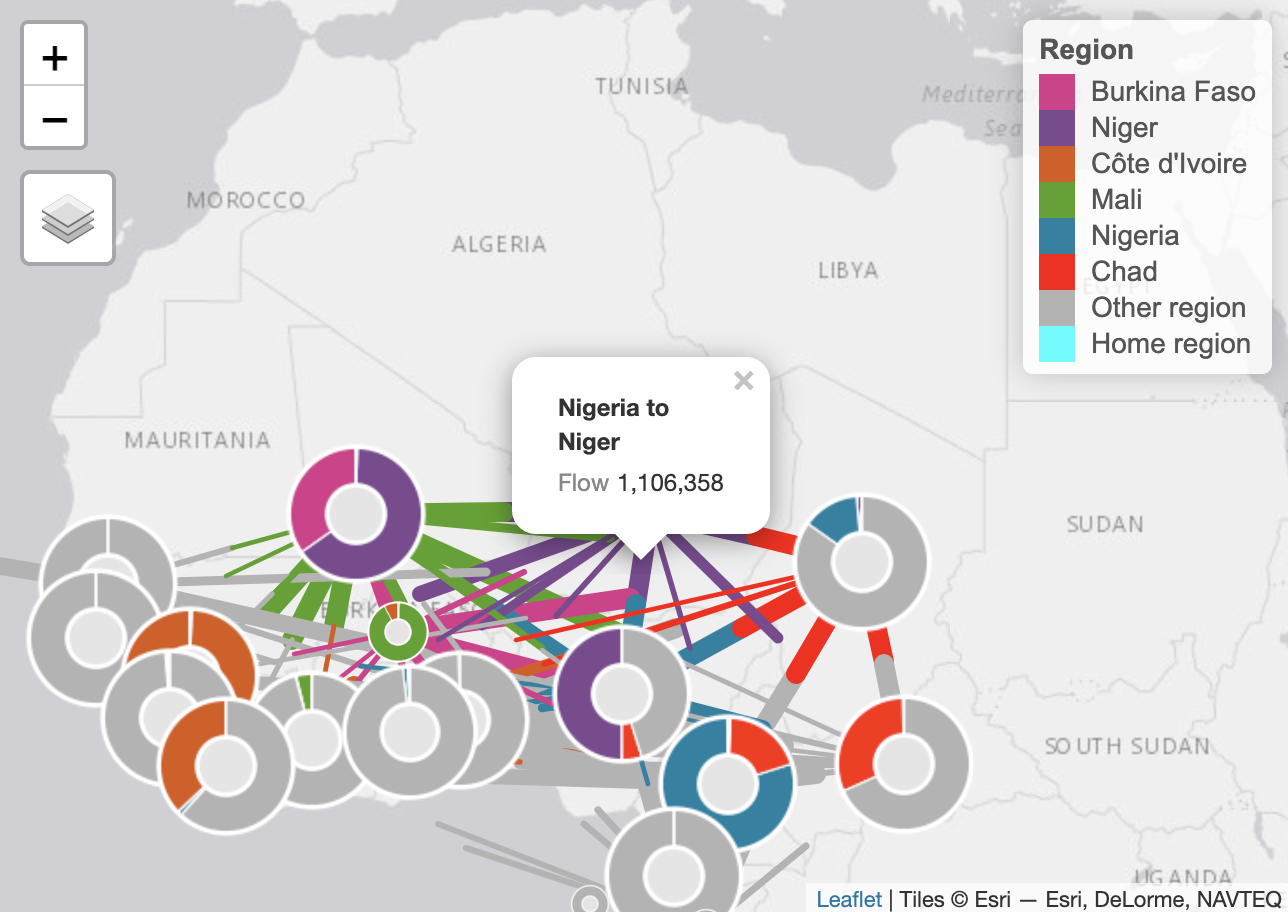 +
−
TUNISIA
Mediterra
Sea
MOROCCO
ALGERIA
LIBYA
EGYPT
MAURITANIA
SUDAN
SOUTH SUDAN
UGANDA
Region
Burkina Faso
Niger
Côte d'Ivoire
Mali
Nigeria
Chad
Other region
Home region
×
Nigeria to
Niger
Flow 1,106,358
Leaflet | Tiles © Esri — Esri, DeLorme, NAVTEQ